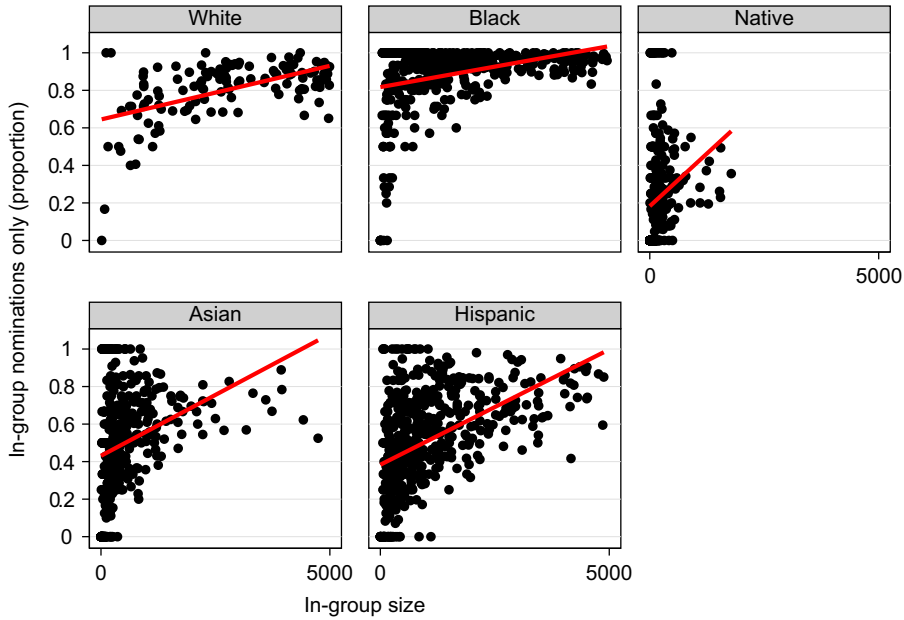 White
Black
Native
1
0.8
0.6
0.4
0.2
0
0
5000
Asian
Hispanic
1
0.8
0.6
0.4
0.2
0
0
5000
0
5000
In-group size
In-group nominations only (proportion)